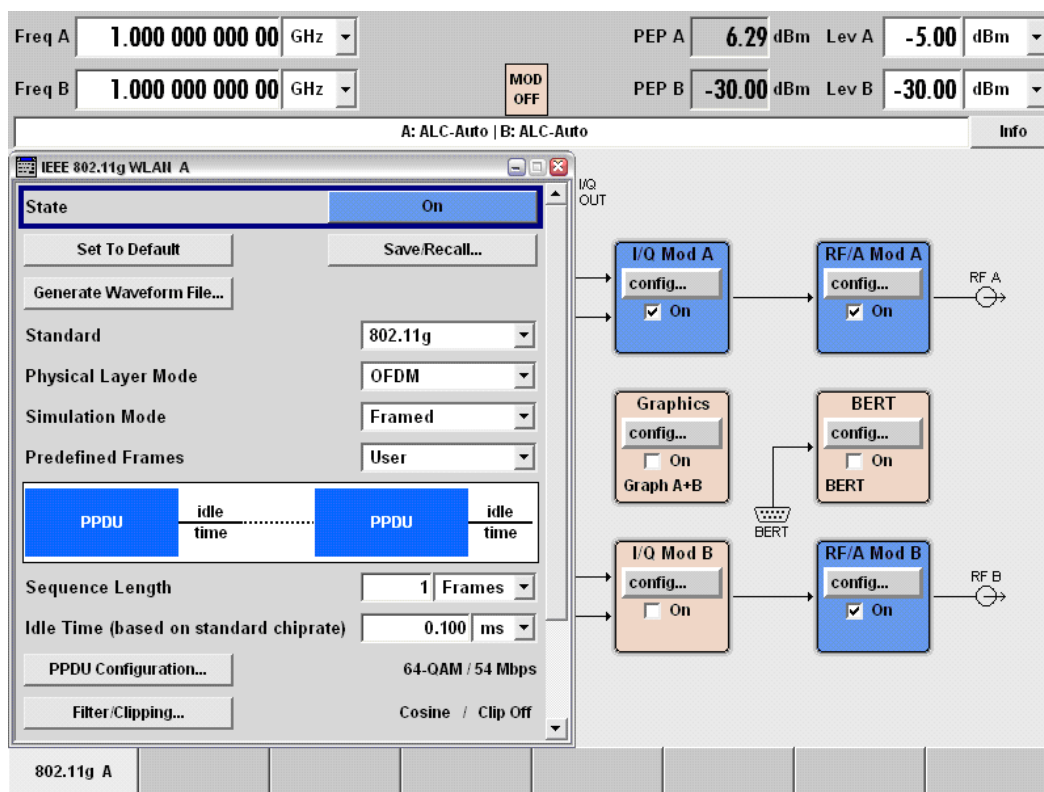 Freq A 1.000 000 000 00 GHz PEP A 6.29 dBm Lev A -5.00 dBm
Freq B 1.000 000 000 00 GHz MOD OFF PEP B -30.00 dBm Lev B -30.00 dBm
A: ALC-Auto | B: ALC-Auto Info
IEEE 802.11g WLAN A
State On
Set To Default Save/Recall...
Generate Waveform File...
Standard 802.11g
Physical Layer Mode OFDM
Simulation Mode Framed
Predefined Frames User
PPDU idle time PPDU idle time
Sequence Length 1 Frames
Idle Time (based on standard chiprate) 0.100 ms
PPDU Configuration... 64-QAM / 54 Mbps
Filter/Clipping... Cosine / Clip Off
I/Q OUT
I/Q Mod A
config...
On
RF/A Mod A
config...
On
RF A
Graphics
config...
On
Graph A+B
BERT
config...
On
BERT
BERT
I/Q Mod B
config...
On
RF/A Mod B
config...
On
RF B
802.11g A